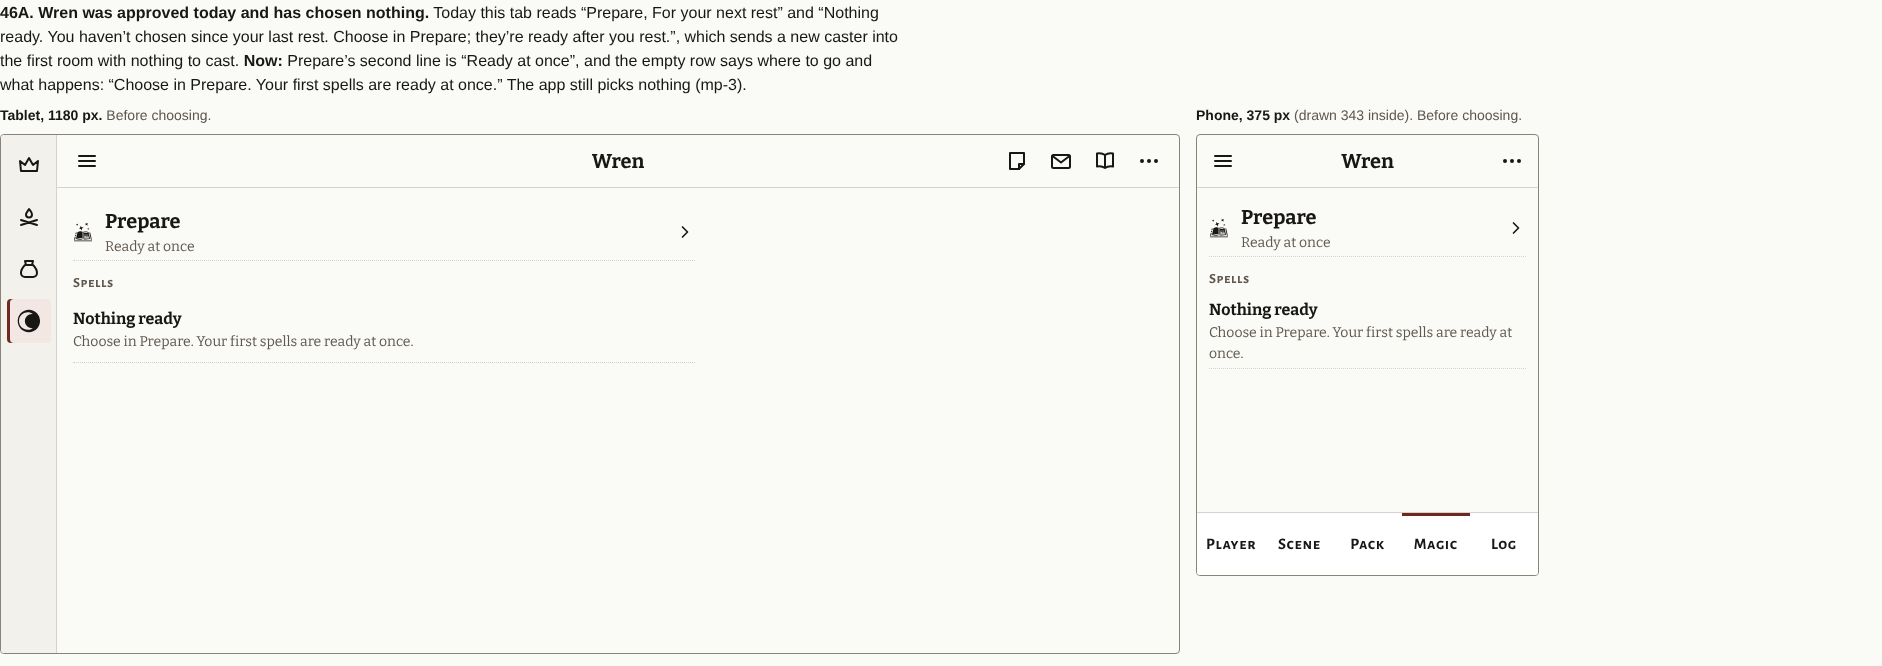 46A. Wren was approved today and has chosen nothing. Today this tab reads “Prepare, For your next rest” and “Nothing
ready. You haven’t chosen since your last rest. Choose in Prepare; they’re ready after you rest.”, which sends a new caster into
the first room with nothing to cast. Now: Prepare’s second line is “Ready at once”, and the empty row says where to go and
what happens: “Choose in Prepare. Your first spells are ready at once.” The app still picks nothing (mp-3).
Tablet, 1180 px. Before choosing.
Wren
Prepare
Ready at once
Spells
Nothing ready
Choose in Prepare. Your first spells are ready at once.
Phone, 375 px (drawn 343 inside). Before choosing.
Wren
Prepare
Ready at once
Spells
Nothing ready
Choose in Prepare. Your first spells are ready at
once.
Player Scene Pack Magic Log